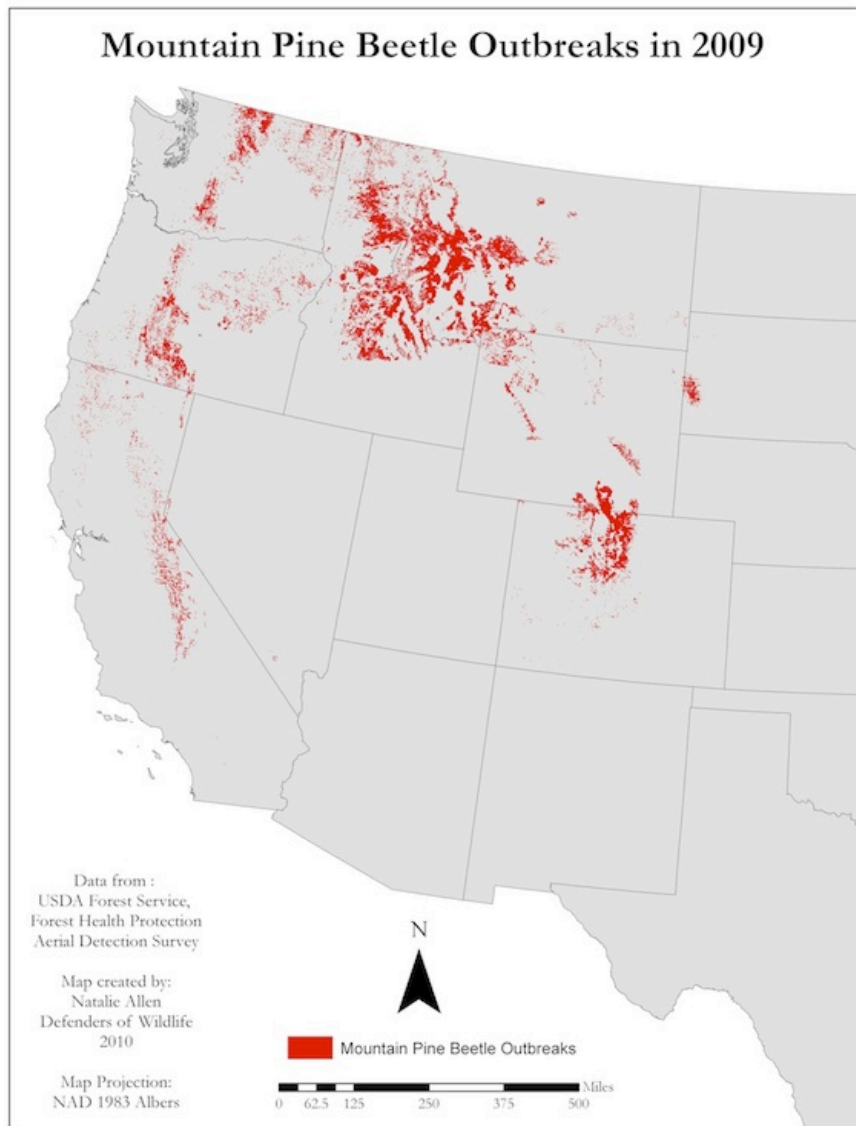 Mountain Pine Beetle Outbreaks in 2009
Data from :
USDA Forest Service,
Forest Health Protection
Aerial Detection Survey
Map created by:
Natalie Allen
Defenders of Wildlife
2010
Map Projection:
NAD 1983 Albers
N
Mountain Pine Beetle Outbreaks
Miles
0 62.5 125 250 375 500